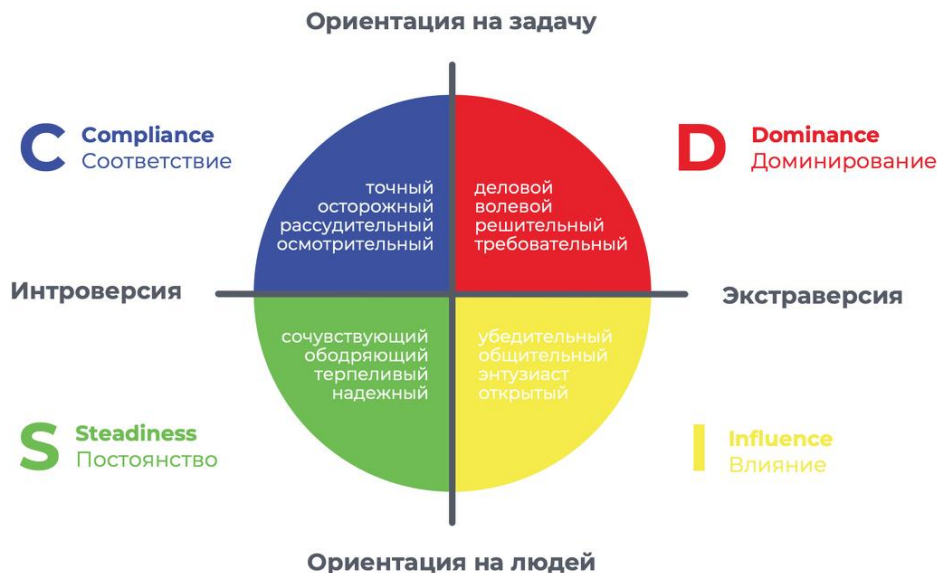 Ориентация на задачу
C
Compliance
Соответствие
D
Dominance
Доминирование
точный
осторожный
рассудительный
осмотрительный
деловой
волевой
решительный
требовательный
Интроверсия
Экстраверсия
сочувствующий
ободряющий
терпеливый
надежный
убедительный
общительный
энтузиаст
открытый
S
Steadiness
Постоянство
I
Influence
Влияние
Ориентация на людей